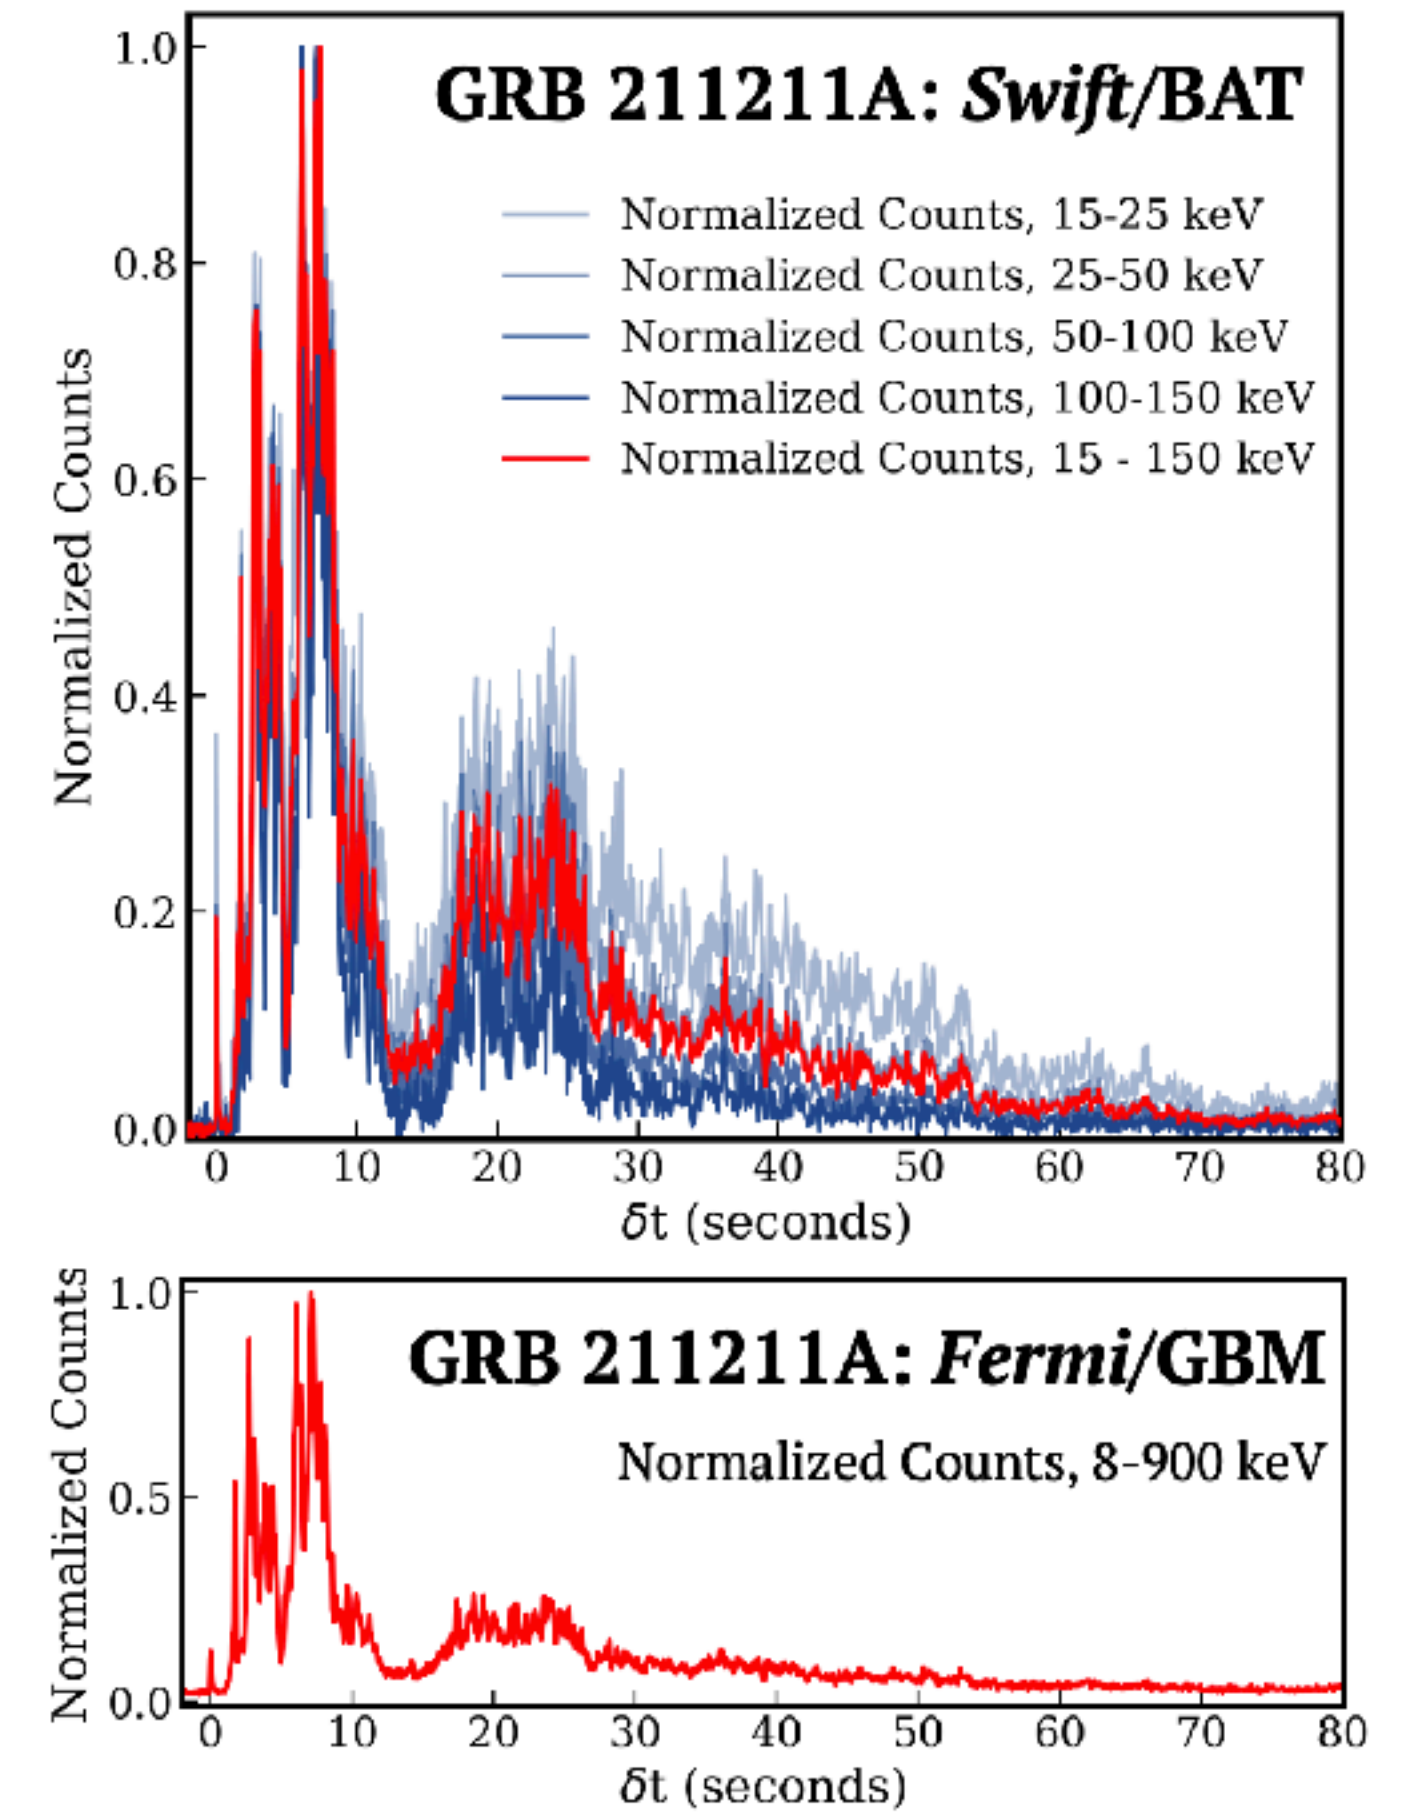 GRB 211211A: Swift/BAT
Normalized Counts, 15-25 keV
Normalized Counts, 25-50 keV
Normalized Counts, 50-100 keV
Normalized Counts, 100-150 keV
Normalized Counts, 15 - 150 keV
Normalized Counts
1.0
0.8
0.6
0.4
0.2
0.0
0 10 20 30 40 50 60 70 80
δt (seconds)
GRB 211211A: Fermi/GBM
Normalized Counts, 8-900 keV
Normalized Counts
1.0
0.5
0.0
0 10 20 30 40 50 60 70 80
δt (seconds)